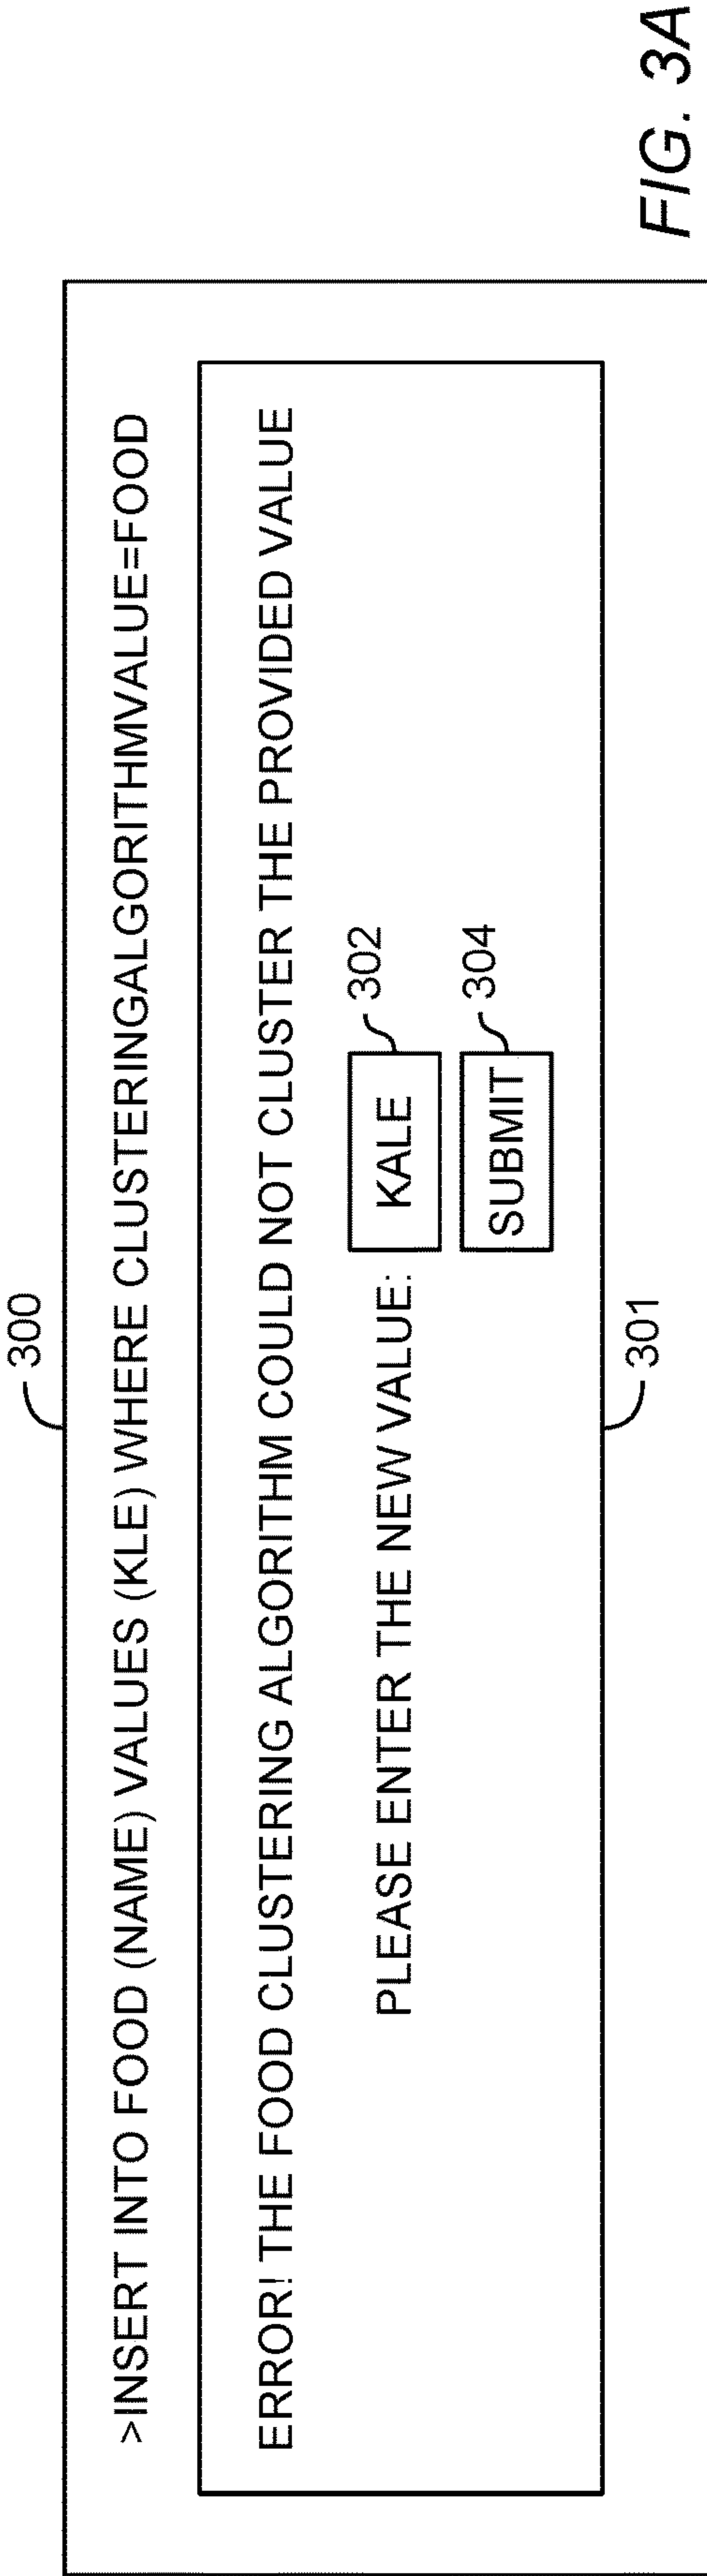 300
>INSERT INTO FOOD (NAME) VALUES (KLE) WHERE CLUSTERINGALGORITHMVALUE=FOOD
ERROR! THE FOOD CLUSTERING ALGORITHM COULD NOT CLUSTER THE PROVIDED VALUE
PLEASE ENTER THE NEW VALUE: KALE 302
SUBMIT 304
301
FIG. 3A